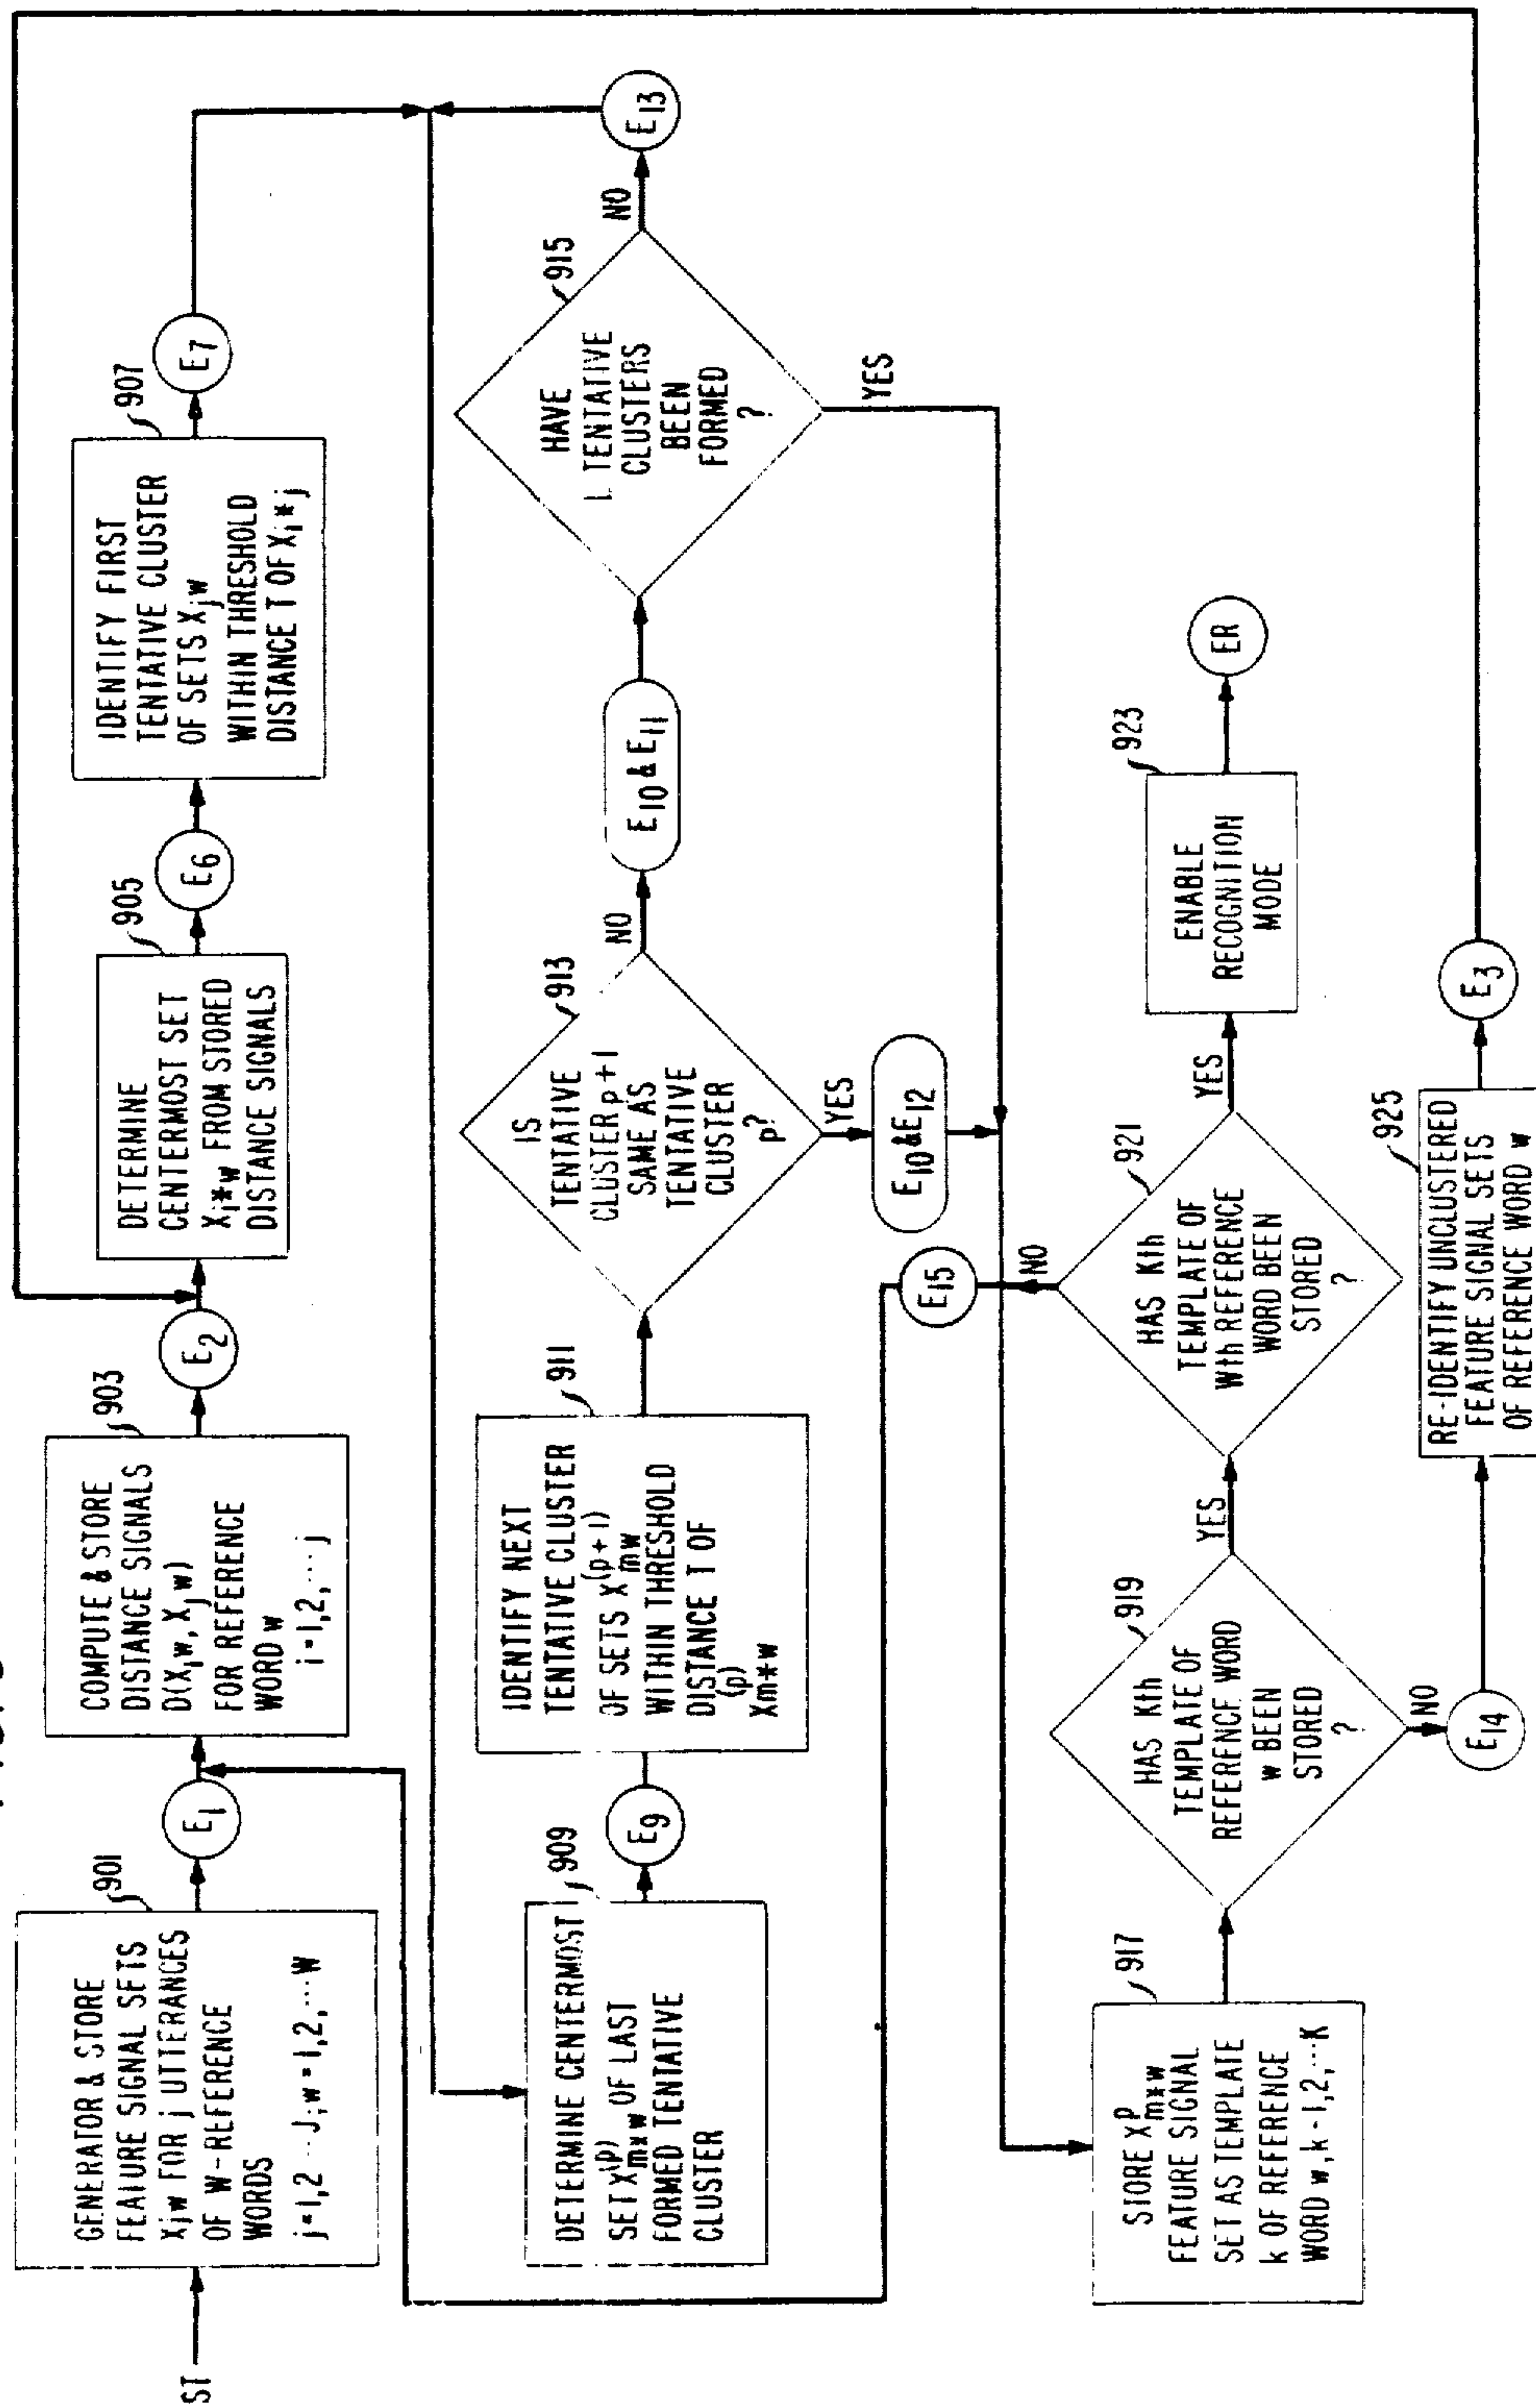 ST
901
GENERATOR & STORE
FEATURE SIGNAL SETS
Xjw FOR j UTTERANCES
OF W-REFERENCE
WORDS
j=1,2 ... J; w=1,2,...W
E1
903
COMPUTE & STORE
DISTANCE SIGNALS
D(Xiw, Xjw)
FOR REFERENCE
WORD w
i=1,2,...j
E2
905
DETERMINE
CENTERMOST SET
Xi*w FROM STORED
DISTANCE SIGNALS
E6
907
IDENTIFY FIRST
TENTATIVE CLUSTER
OF SETS Xjw
WITHIN THRESHOLD
DISTANCE T OF Xi*j
E7
909
DETERMINE CENTERMOST
SET X(p)m*w OF LAST
FORMED TENTATIVE
CLUSTER
E9
911
IDENTIFY NEXT
TENTATIVE CLUSTER
OF SETS X(p+1)mw
WITHIN THRESHOLD
DISTANCE T OF
X(p)m*w
913
IS
TENTATIVE
CLUSTER p+1
SAME AS
TENTATIVE
CLUSTER
p?
NO
E10 & E11
YES
E10 & E12
915
HAVE
L TENTATIVE
CLUSTERS
BEEN
FORMED
?
NO
E13
YES
917
STORE Xpm*w
FEATURE SIGNAL
SET AS TEMPLATE
k OF REFERENCE
WORD w, k-1,2,...K
919
HAS Kth
TEMPLATE OF
REFERENCE WORD
w BEEN
STORED
?
YES
NO
E14
921
HAS Kth
TEMPLATE OF
Wth REFERENCE
WORD BEEN
STORED
?
NO
E15
YES
923
ENABLE
RECOGNITION
MODE
ER
925
RE-IDENTIFY UNCLUSTERED
FEATURE SIGNAL SETS
OF REFERENCE WORD w
E3